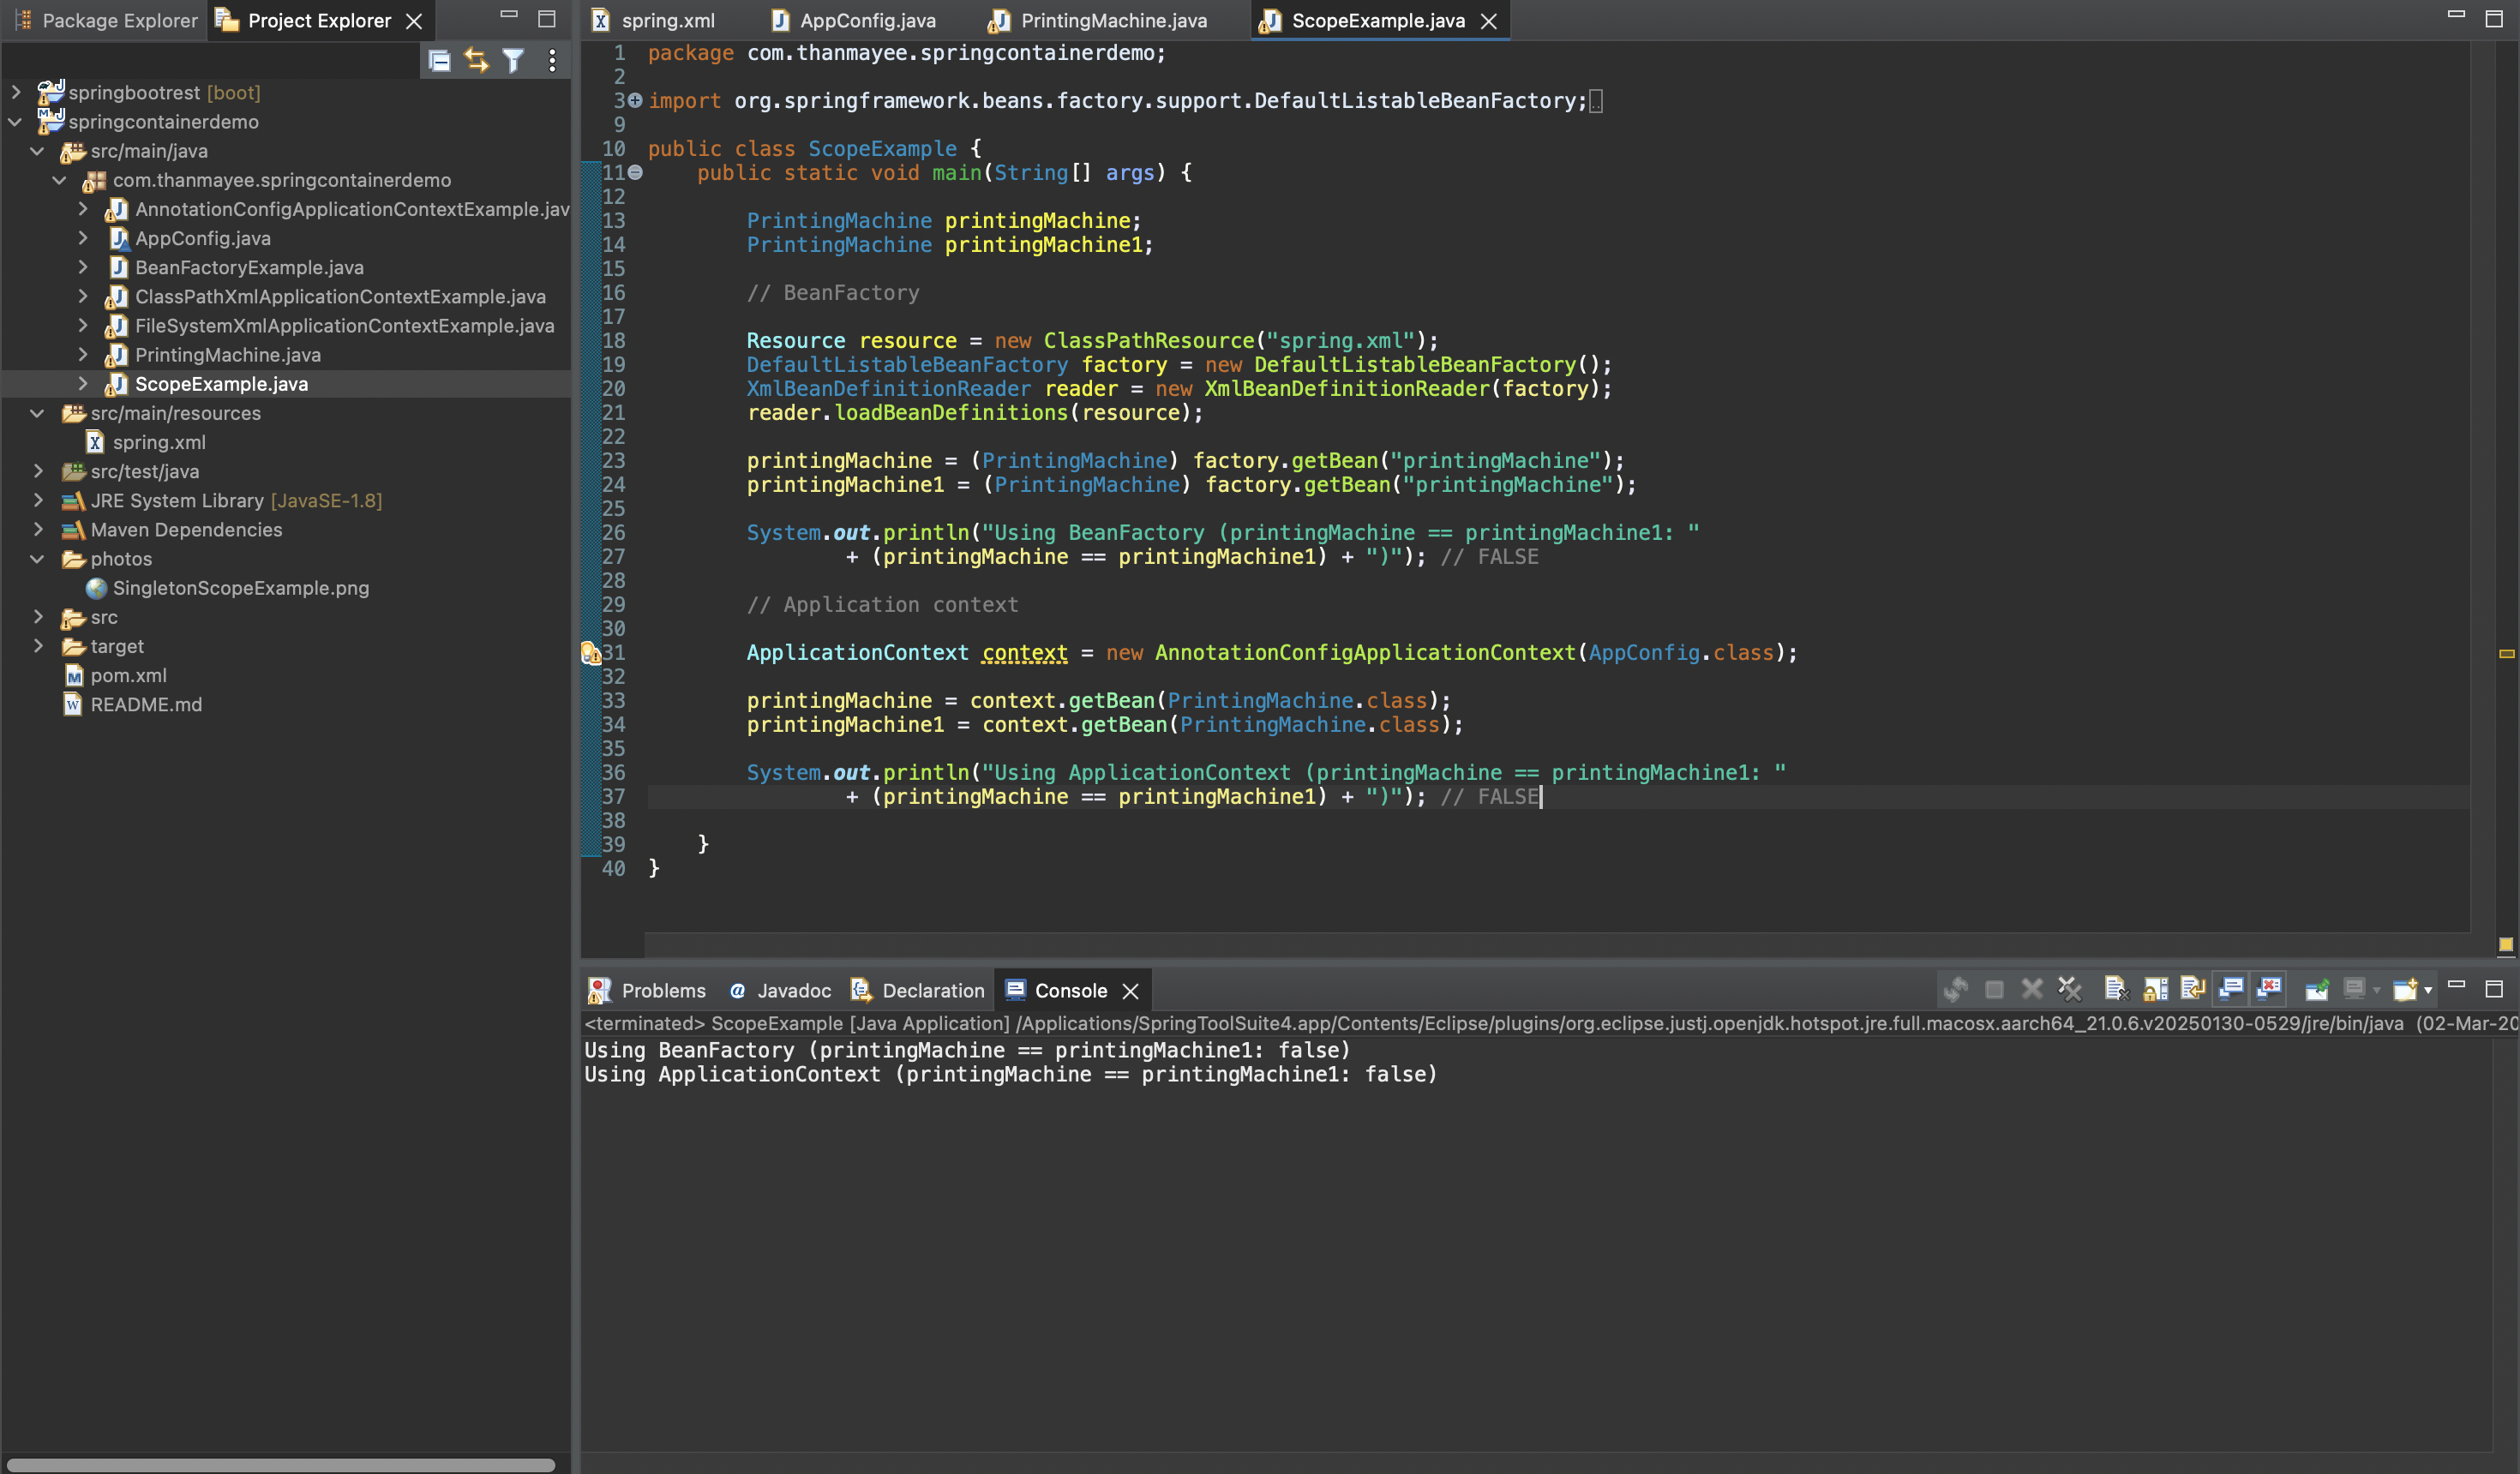 Package Explorer
Project Explorer
springbootrest [boot]
springcontainerdemo
src/main/java
com.thanmayee.springcontainerdemo
AnnotationConfigApplicationContextExample.jav
AppConfig.java
BeanFactoryExample.java
ClassPathXmlApplicationContextExample.java
FileSystemXmlApplicationContextExample.java
PrintingMachine.java
ScopeExample.java
src/main/resources
spring.xml
src/test/java
JRE System Library [JavaSE-1.8]
Maven Dependencies
photos
SingletonScopeExample.png
src
target
pom.xml
README.md
spring.xml
AppConfig.java
PrintingMachine.java
ScopeExample.java
1 package com.thanmayee.springcontainerdemo;
2
3 import org.springframework.beans.factory.support.DefaultListableBeanFactory;
9
10 public class ScopeExample {
11 public static void main(String[] args) {
12
13 PrintingMachine printingMachine;
14 PrintingMachine printingMachine1;
15
16 // BeanFactory
17
18 Resource resource = new ClassPathResource("spring.xml");
19 DefaultListableBeanFactory factory = new DefaultListableBeanFactory();
20 XmlBeanDefinitionReader reader = new XmlBeanDefinitionReader(factory);
21 reader.loadBeanDefinitions(resource);
22
23 printingMachine = (PrintingMachine) factory.getBean("printingMachine");
24 printingMachine1 = (PrintingMachine) factory.getBean("printingMachine");
25
26 System.out.println("Using BeanFactory (printingMachine == printingMachine1: "
27 + (printingMachine == printingMachine1) + ")"); // FALSE
28
29 // Application context
30
31 ApplicationContext context = new AnnotationConfigApplicationContext(AppConfig.class);
32
33 printingMachine = context.getBean(PrintingMachine.class);
34 printingMachine1 = context.getBean(PrintingMachine.class);
35
36 System.out.println("Using ApplicationContext (printingMachine == printingMachine1: "
37 + (printingMachine == printingMachine1) + ")"); // FALSE
38
39 }
40 }
Problems
Javadoc
Declaration
Console
<terminated> ScopeExample [Java Application] /Applications/SpringToolSuite4.app/Contents/Eclipse/plugins/org.eclipse.justj.openjdk.hotspot.jre.full.macosx.aarch64_21.0.6.v20250130-0529/jre/bin/java (02-Mar-20
Using BeanFactory (printingMachine == printingMachine1: false)
Using ApplicationContext (printingMachine == printingMachine1: false)